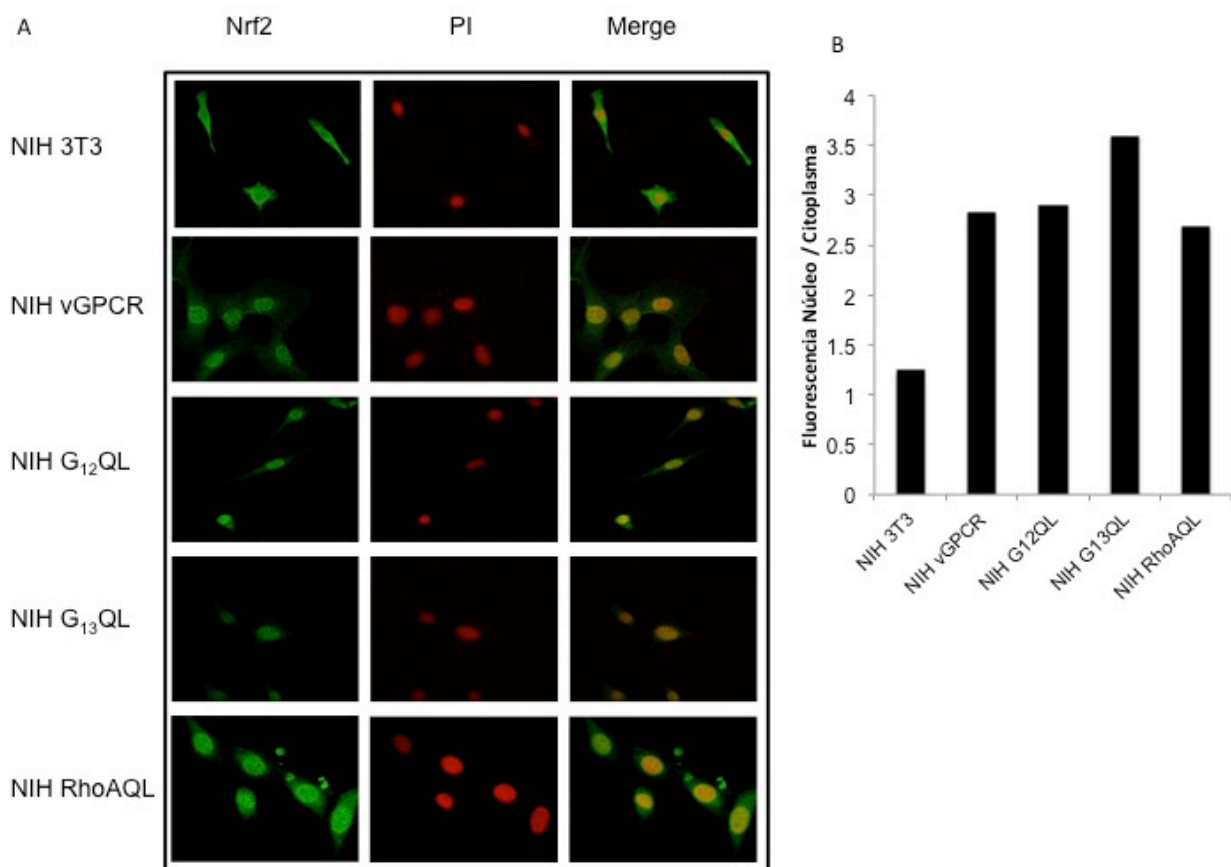 A
Nrf2 PI Merge
NIH 3T3
NIH vGPCR
NIH G₁₂QL
NIH G₁₃QL
NIH RhoAQL
B
Fluorescencia Núcleo / Citoplasma
4
3.5
3
2.5
2
1.5
1
0.5
0
NIH 3T3
NIH vGPCR
NIH G12QL
NIH G13QL
NIH RhoAQL